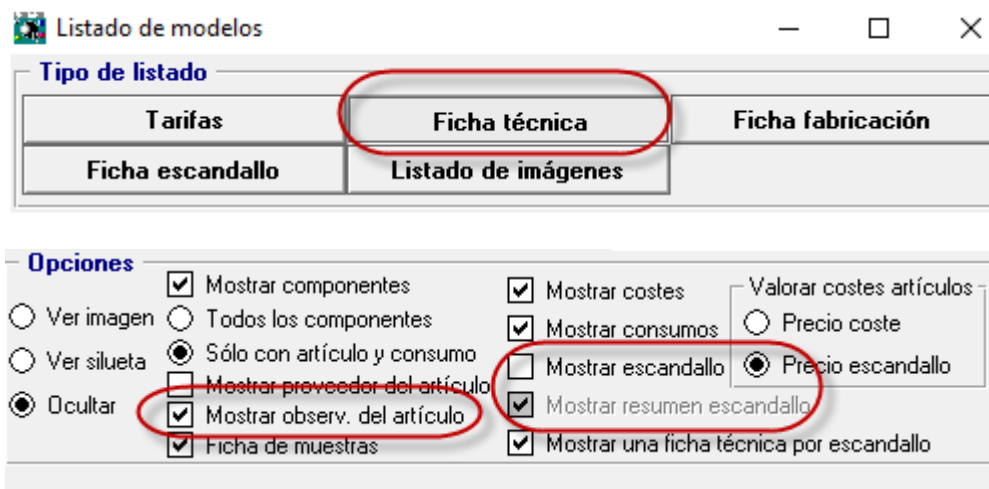 Listado de modelos
Tipo de listado
Tarifas
Ficha técnica
Ficha fabricación
Ficha escandallo
Listado de imágenes
Opciones
Ver imagen
Ver silueta
Ocultar
Mostrar componentes
Todos los componentes
Sólo con artículo y consumo
Mostrar proveedor del artículo
Mostrar observ. del artículo
Ficha de muestras
Mostrar costes
Mostrar consumos
Mostrar escandallo
Mostrar resumen escandallo
Mostrar una ficha técnica por escandallo
Valorar costes artículos
Precio coste
Precio escandallo